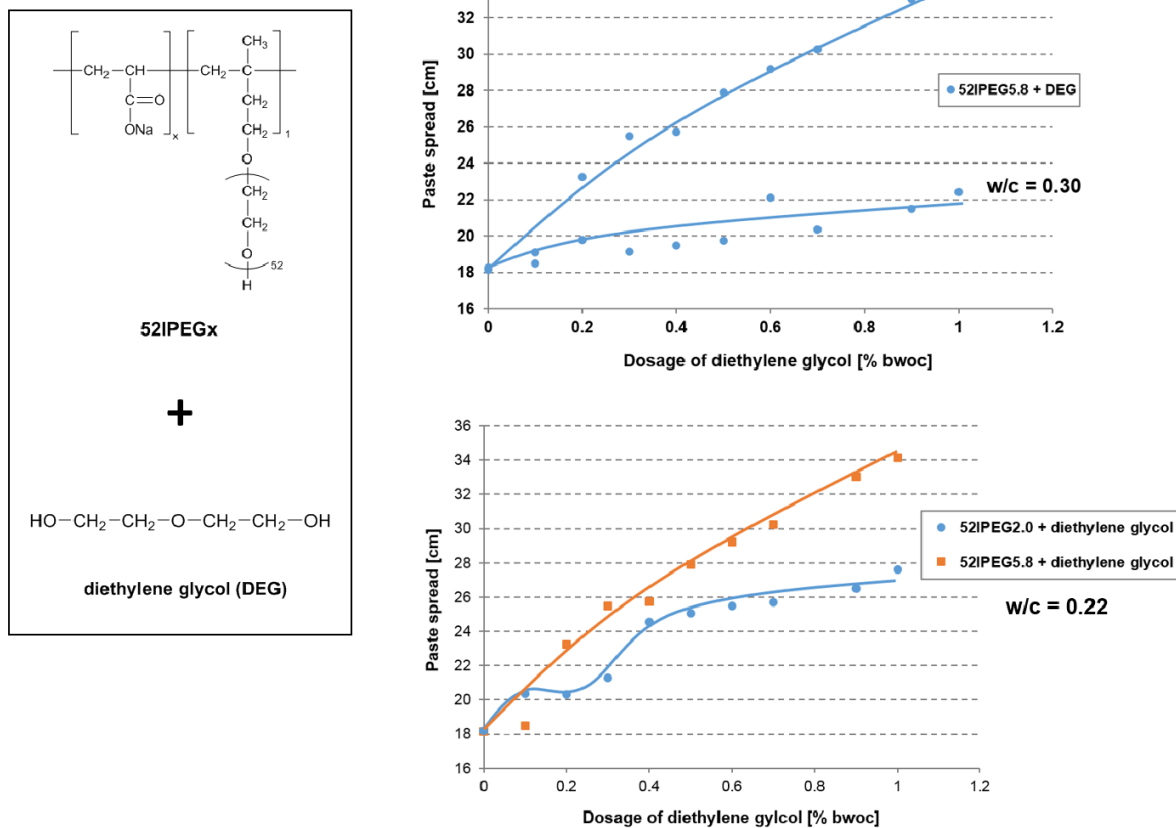 CH3
CH2
CH
CH2
C
C
O
ONa
x
CH2
CH2
1
O
CH2
CH2
O
52
H
52IPEGx
+
HO−CH2−CH2−O−CH2−CH2−OH
diethylene glycol (DEG)
Paste spread [cm]
32
30
28
26
24
22
20
18
16
0
0.2
0.4
0.6
0.8
1
1.2
52IPEG5.8 + DEG
w/c = 0.30
Dosage of diethylene glycol [% bwoc]
Paste spread [cm]
36
34
32
30
28
26
24
22
20
18
16
0
0.2
0.4
0.6
0.8
1
1.2
52IPEG2.0 + diethylene glycol
52IPEG5.8 + diethylene glycol
w/c = 0.22
Dosage of diethylene gylcol [% bwoc]